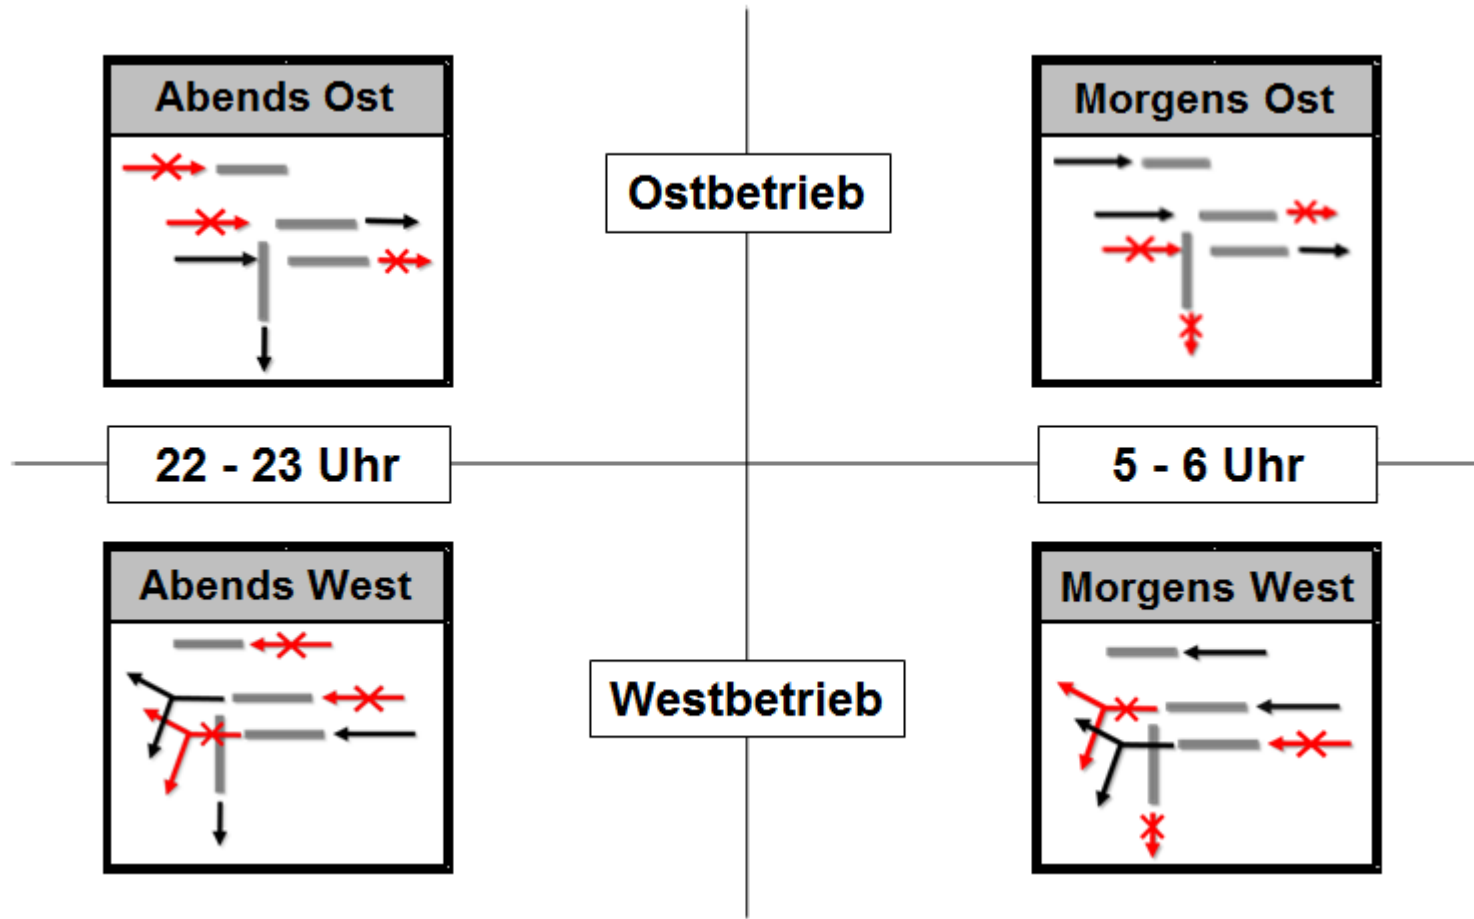 Abends Ost
Morgens Ost
Ostbetrieb
22 - 23 Uhr
5 - 6 Uhr
Abends West
Morgens West
Westbetrieb